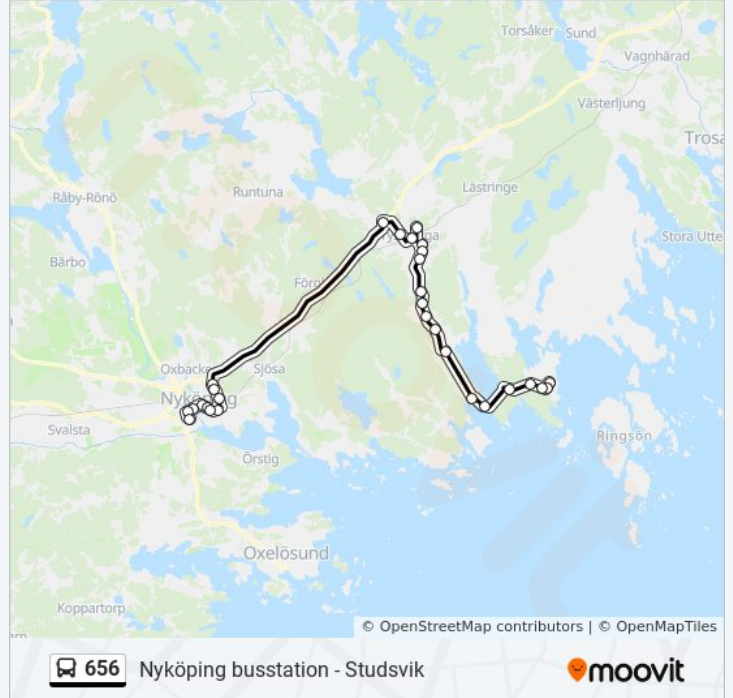 Torsåker
Sund
Vagnhärad
Västerljung
Trosa
Lästringe
Råby-Rönö
Runtuna
Stora Utte
Bärbo
Oxbacke
Sjösa
Nyköping
Svalsta
Ringsön
Örstig
Oxelösund
Koppartorp
© OpenStreetMap contributors | © OpenMapTiles
656 Nyköping busstation - Studsvik
moovit